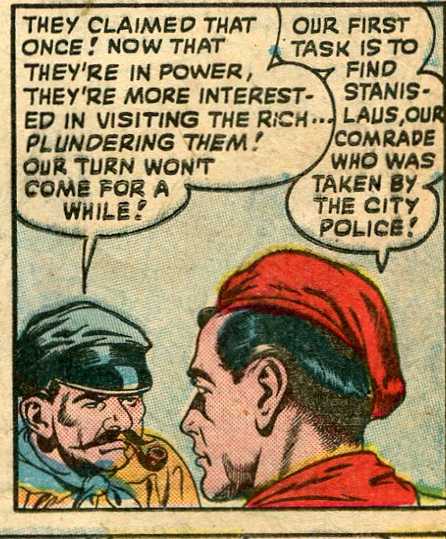 THEY CLAIMED THAT
ONCE! NOW THAT
THEY'RE IN POWER,
THEY'RE MORE INTEREST-
ED IN VISITING THE RICH...
PLUNDERING THEM!
OUR TURN WON'T
COME FOR A
WHILE!
OUR FIRST
TASK IS TO
FIND
STANIS-
LAUS, OUR
COMRADE
WHO WAS
TAKEN BY
THE CITY
POLICE!